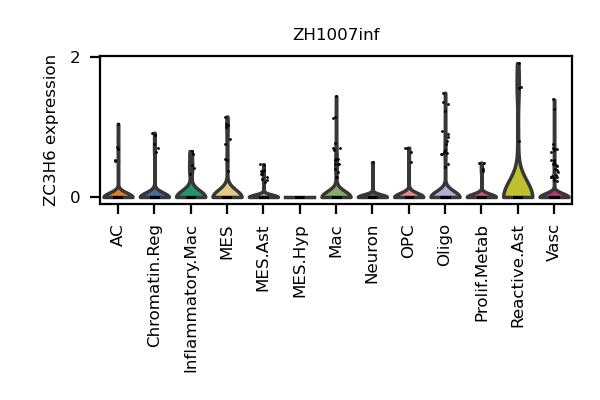 ZH1007inf
ZC3H6 expression
2
0
AC
Chromatin.Reg
Inflammatory.Mac
MES
MES.Ast
MES.Hyp
Mac
Neuron
OPC
Oligo
Prolif.Metab
Reactive.Ast
Vasc